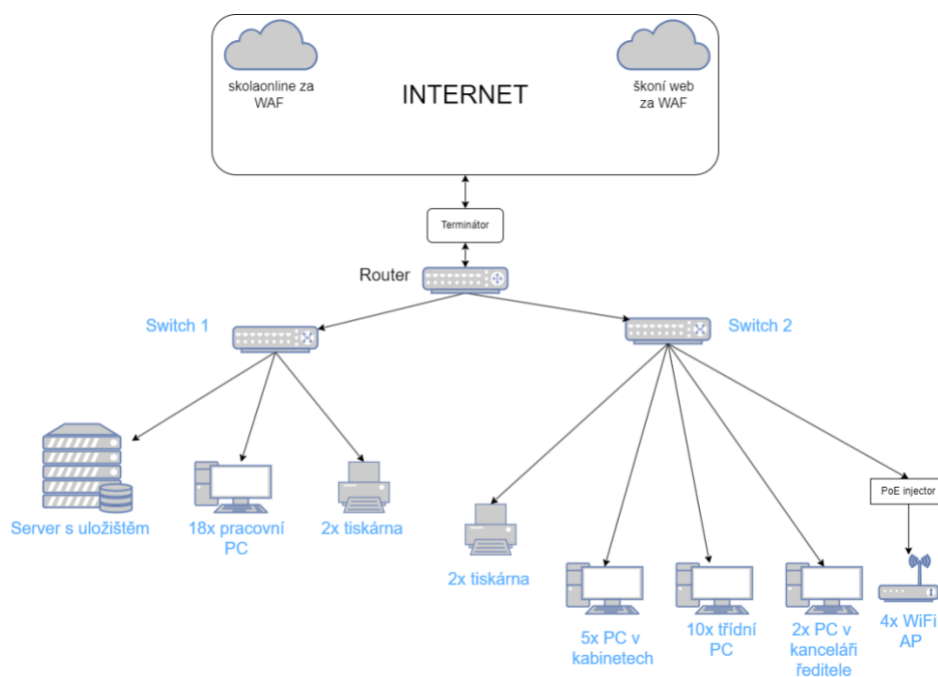 skolaonline za
WAF
INTERNET
škoní web
za WAF
Terminátor
Router
Switch 1
Switch 2
Server s uložištěm
18x pracovní
PC
2x tiskárna
PoE injector
2x tiskárna
5x PC v
kabinetech
10x třídní
PC
2x PC v
kanceláři
ředitele
4x WiFi
AP